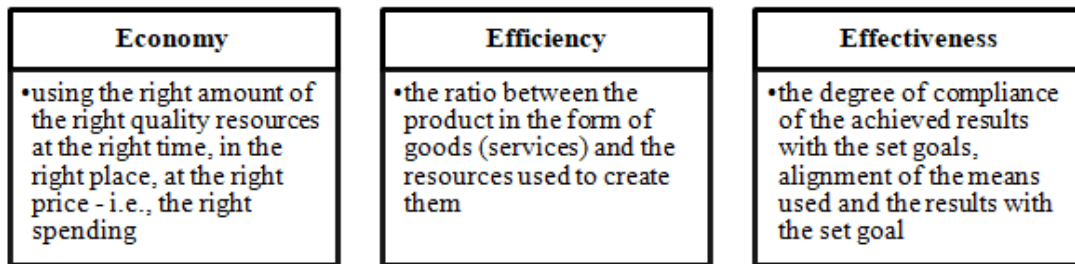 Economy
•using the right amount of
the right quality resources
at the right time, in the
right place, at the right
price - i.e., the right
spending
Efficiency
•the ratio between the
product in the form of
goods (services) and the
resources used to create
them
Effectiveness
•the degree of compliance
of the achieved results
with the set goals,
alignment of the means
used and the results with
the set goal